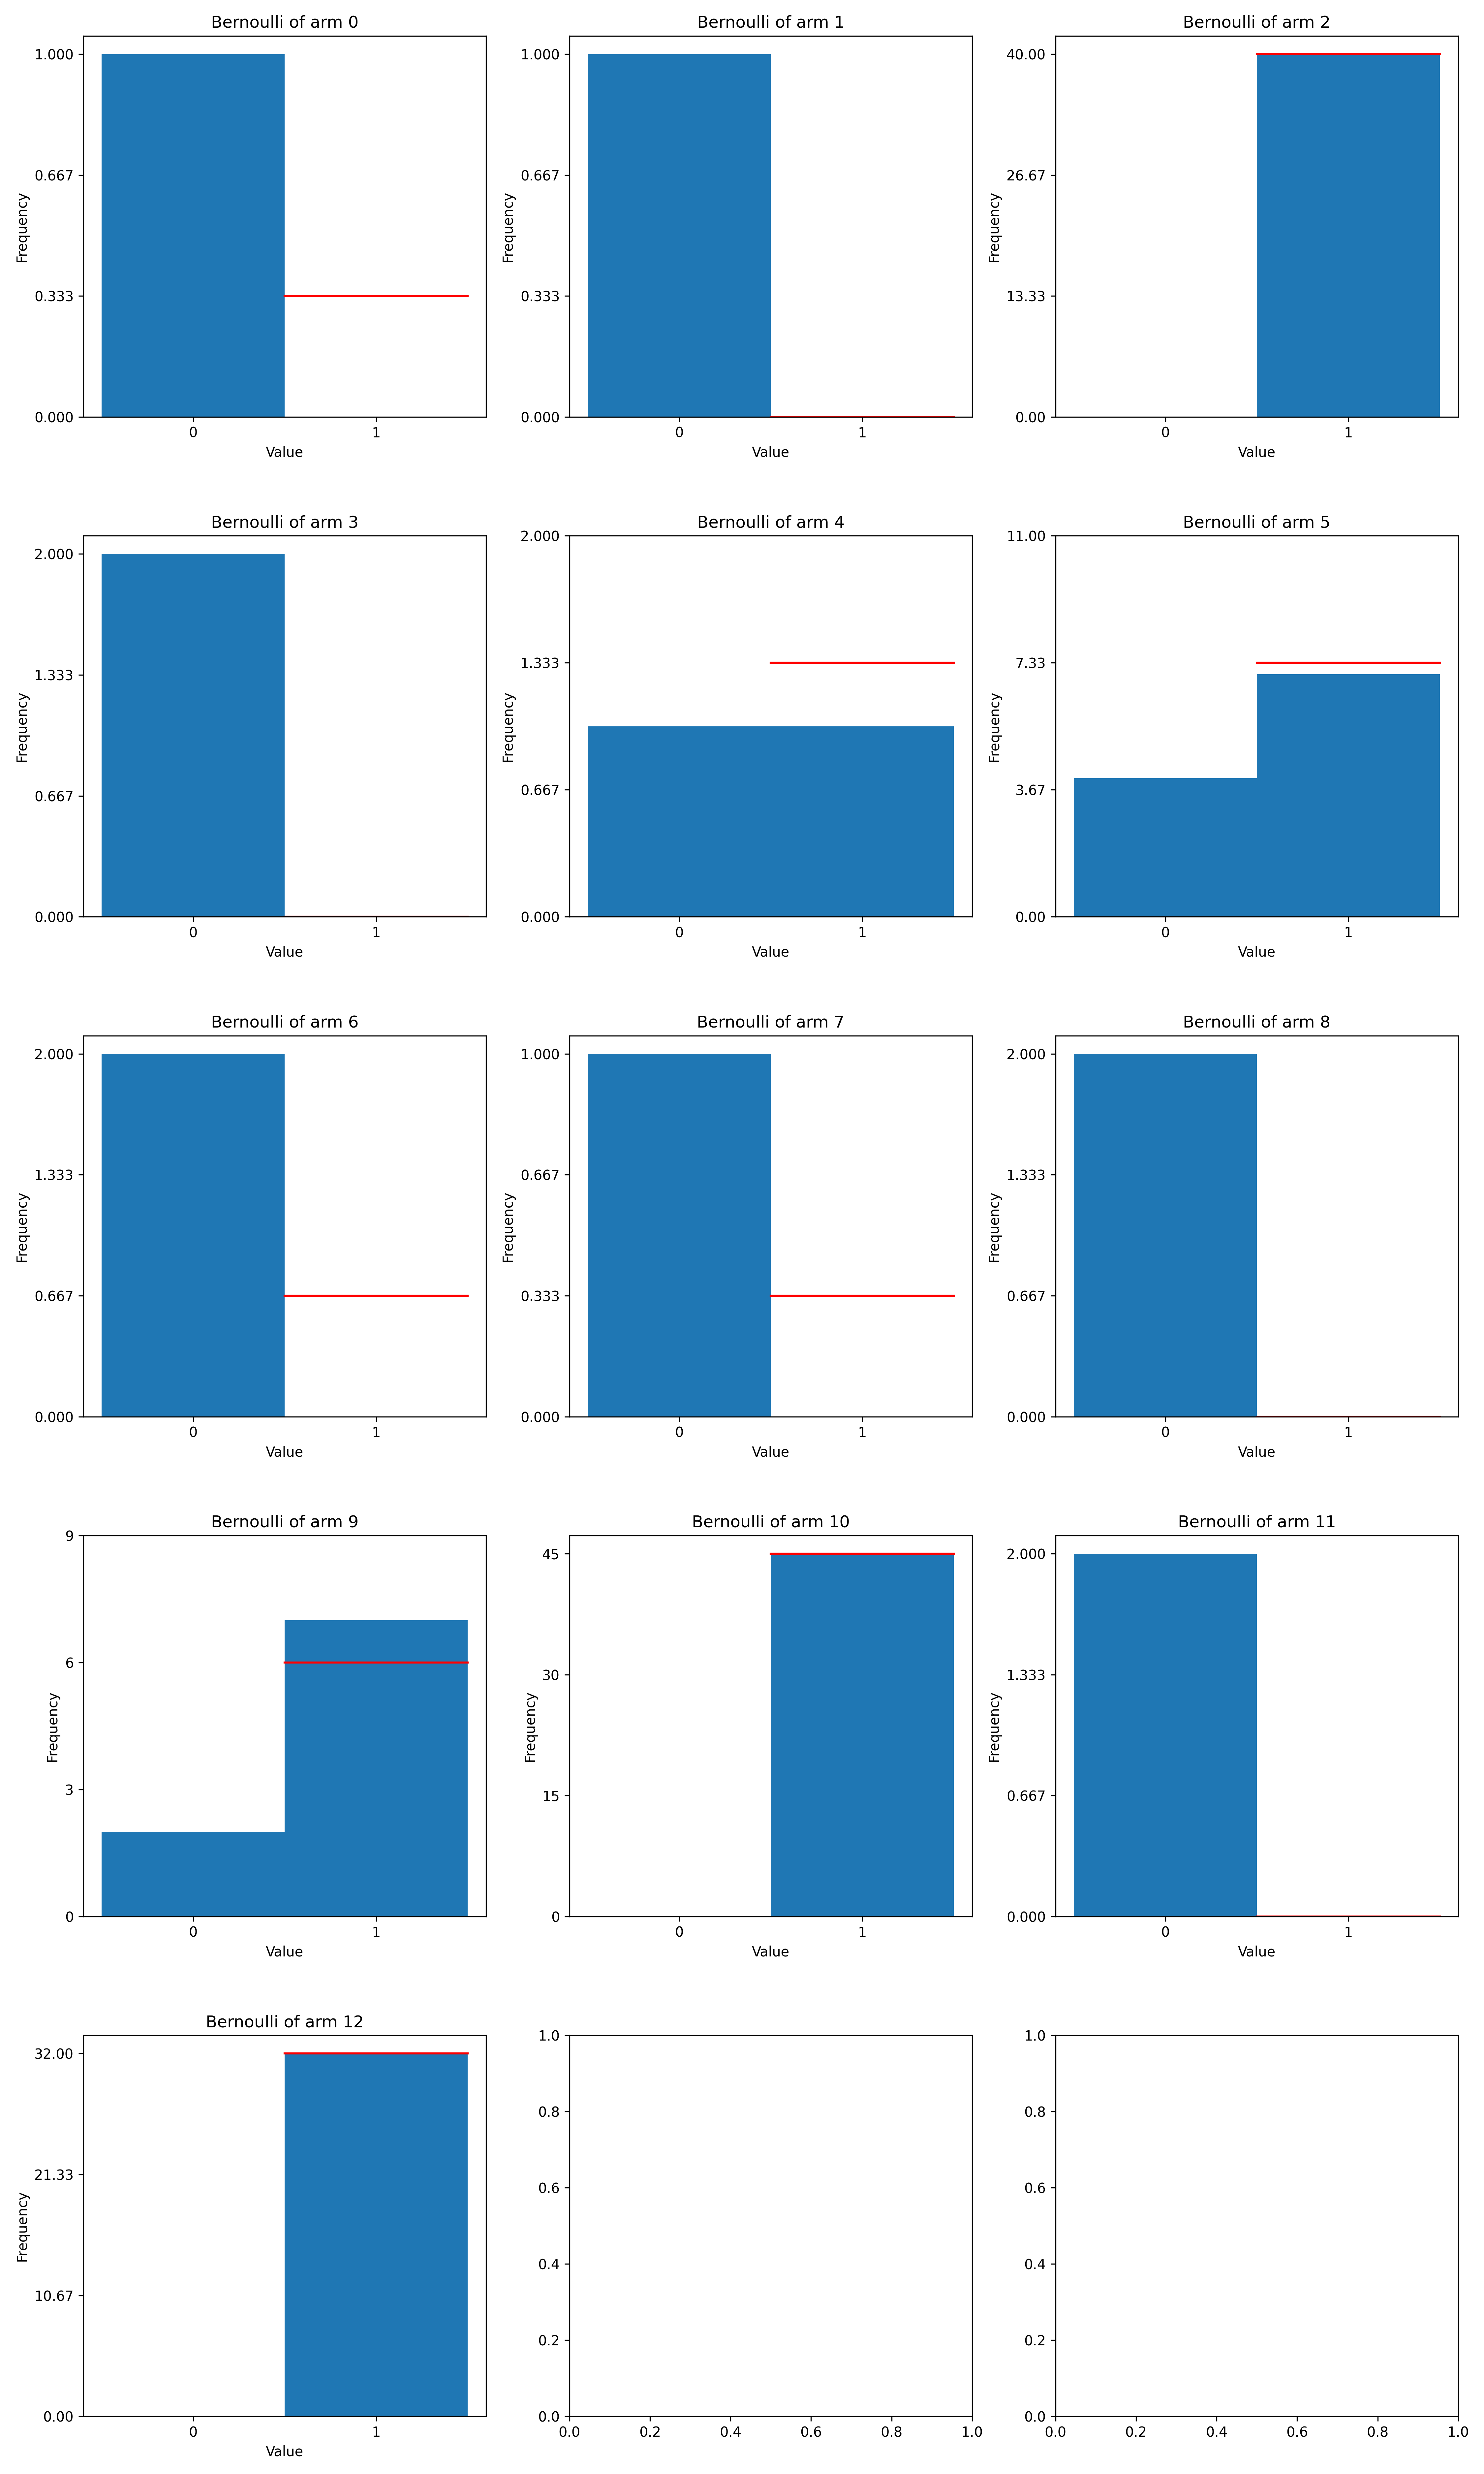 Bernoulli of arm 0
Bernoulli of arm 1
Bernoulli of arm 2
1.000
0.667
0.333
0.000
Frequency
0 1
Value
1.000
0.667
0.333
0.000
Frequency
0 1
Value
40.00
26.67
13.33
0.00
Frequency
0 1
Value
Bernoulli of arm 3
Bernoulli of arm 4
Bernoulli of arm 5
2.000
1.333
0.667
0.000
Frequency
0 1
Value
2.000
1.333
0.667
0.000
Frequency
0 1
Value
11.00
7.33
3.67
0.00
Frequency
0 1
Value
Bernoulli of arm 6
Bernoulli of arm 7
Bernoulli of arm 8
2.000
1.333
0.667
0.000
Frequency
0 1
Value
1.000
0.667
0.333
0.000
Frequency
0 1
Value
2.000
1.333
0.667
0.000
Frequency
0 1
Value
Bernoulli of arm 9
Bernoulli of arm 10
Bernoulli of arm 11
9
6
3
0
Frequency
0 1
Value
45
30
15
0
Frequency
0 1
Value
2.000
1.333
0.667
0.000
Frequency
0 1
Value
Bernoulli of arm 12
32.00
21.33
10.67
0.00
Frequency
0 1
Value
1.0
0.8
0.6
0.4
0.2
0.0
0.0 0.2 0.4 0.6 0.8 1.0
1.0
0.8
0.6
0.4
0.2
0.0
0.0 0.2 0.4 0.6 0.8 1.0